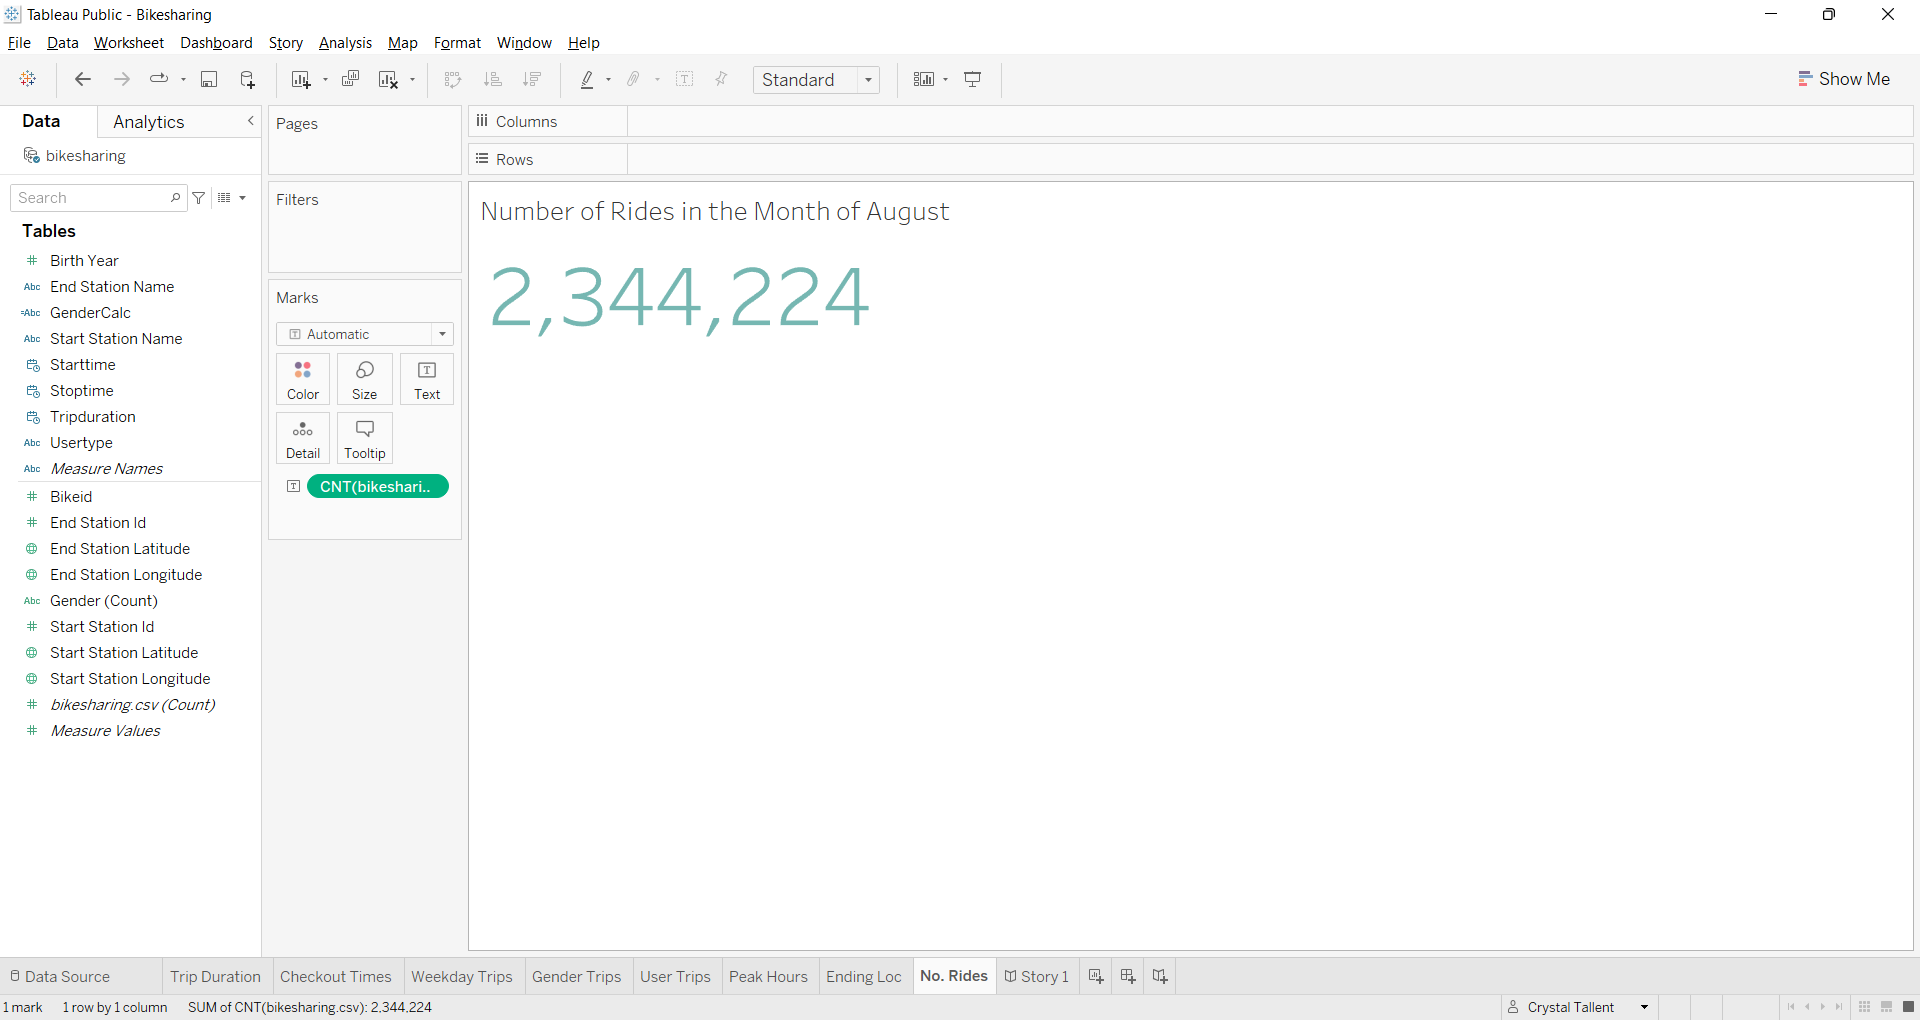 Tableau Public - Bikesharing
File Data Worksheet Dashboard Story Analysis Map Format Window Help
Standard
Show Me
Data Analytics
bikesharing
Search
Tables
Birth Year
Abc End Station Name
=Abc GenderCalc
Abc Start Station Name
Starttime
Stoptime
Tripduration
Abc Usertype
Abc Measure Names
Bikeid
End Station Id
End Station Latitude
End Station Longitude
Abc Gender (Count)
Start Station Id
Start Station Latitude
Start Station Longitude
bikesharing.csv (Count)
Measure Values
Pages
Filters
Marks
Automatic
Color Size Text
Detail Tooltip
CNT(bikeshari..
Columns
Rows
Number of Rides in the Month of August
2,344,224
Data Source Trip Duration Checkout Times Weekday Trips Gender Trips User Trips Peak Hours Ending Loc No. Rides Story 1
1 mark 1 row by 1 column SUM of CNT(bikesharing.csv): 2,344,224 Crystal Tallent